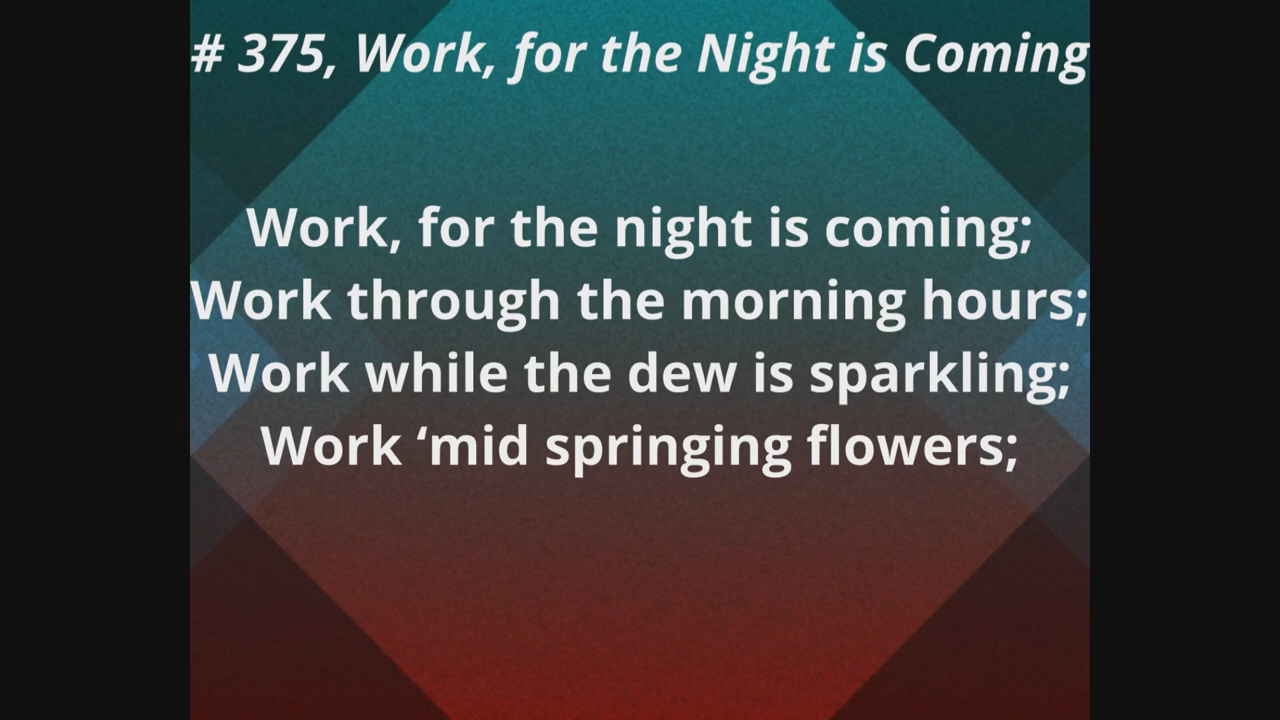 # 375, Work, for the Night is Coming
Work, for the night is coming;
Work through the morning hours;
Work while the dew is sparkling;
Work ‘mid springing flowers;